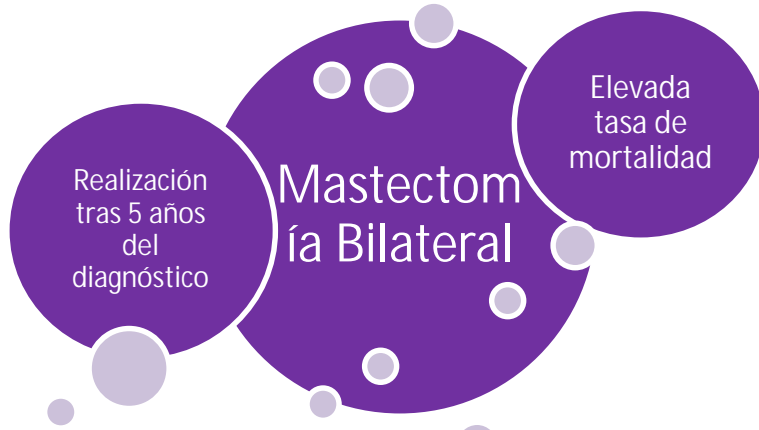 Realización
tras 5 años
del
diagnóstico
Mastectom
ía Bilateral
Elevada
tasa de
mortalidad